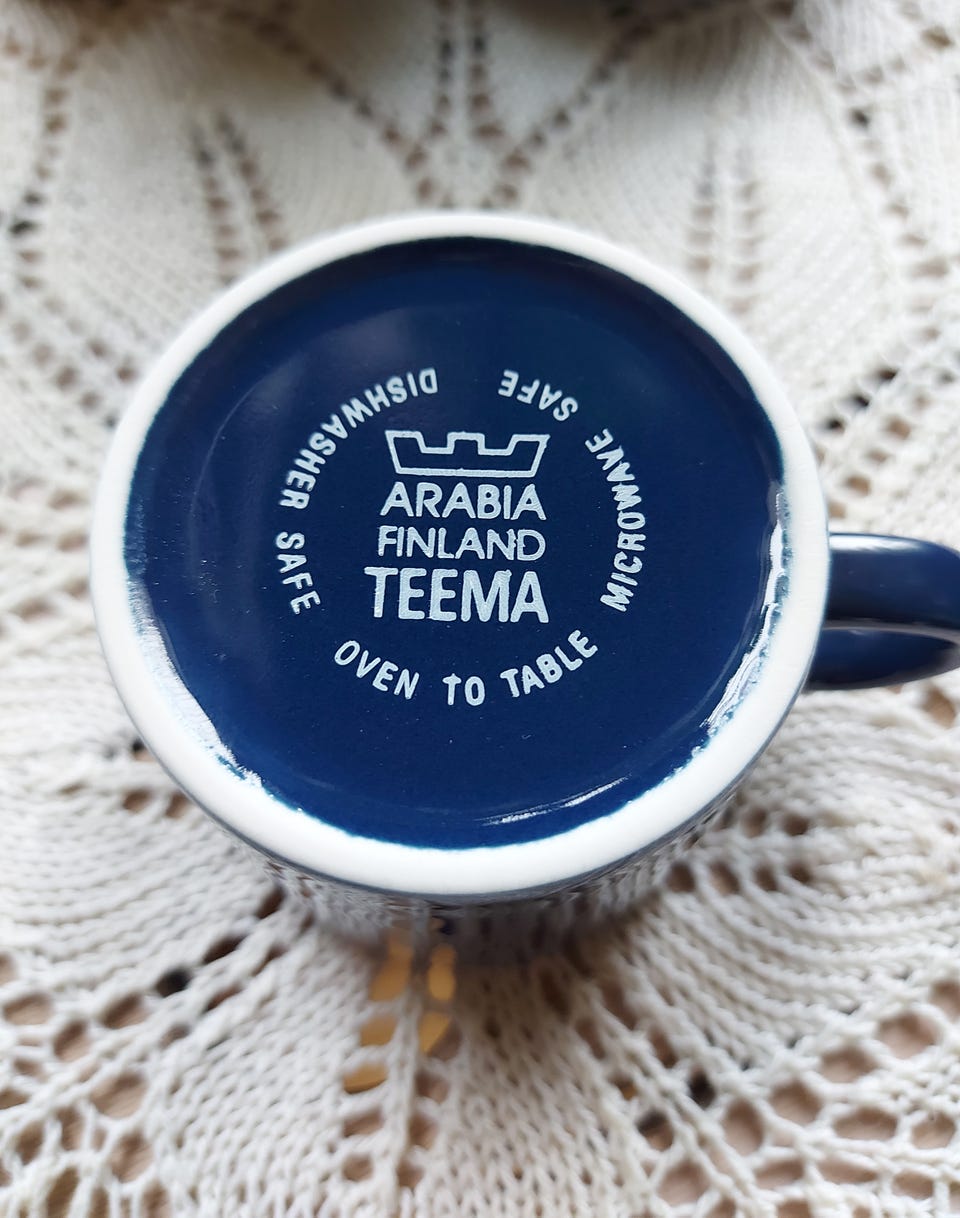 ARABIA
FINLAND
TEEMA
DISHWASHER SAFE
OVEN TO TABLE
MICROWAVE SAFE